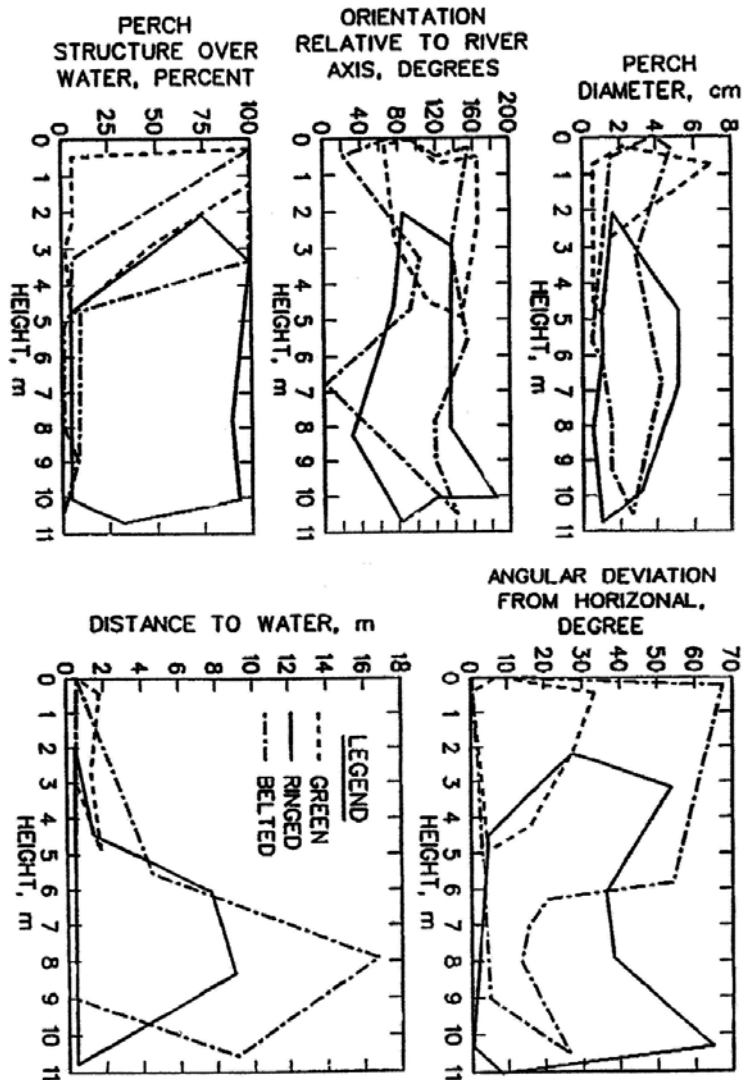 PERCH
STRUCTURE OVER
WATER, PERCENT
0 25 50 75 100
0 1 2 3 4 5 6 7 8 9 10 11
HEIGHT, m
ORIENTATION
RELATIVE TO RIVER
AXIS, DEGREES
0 40 80 120 160 200
0 1 2 3 4 5 6 7 8 9 10 11
HEIGHT, m
PERCH
DIAMETER, cm
0 2 4 6 8
0 1 2 3 4 5 6 7 8 9 10 11
HEIGHT, m
DISTANCE TO WATER, m
0 2 6 10 14 18
0 1 2 3 4 5 6 7 8 9 10 11
HEIGHT, m
LEGEND
GREEN
RINGED
BELTED
ANGULAR DEVIATION
FROM HORIZONAL,
DEGREE
0 10 20 30 40 50 60 70
0 1 2 3 4 5 6 7 8 9 10 11
HEIGHT, m